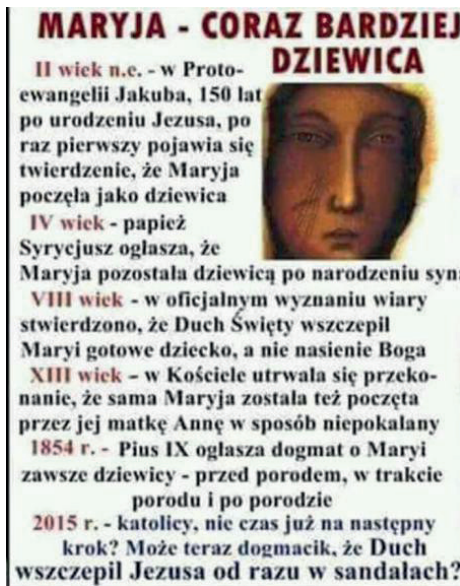 MARYJA - CORAZ BARDZIEJ
DZIEWICA
II wiek n.e. - w Proto-
ewangelii Jakuba, 150 lat
po urodzeniu Jezusa, po
raz pierwszy pojawia się
twierdzenie, że Maryja
poczęła jako dziewica
IV wiek - papież
Syrycjusz ogłasza, że
Maryja pozostała dziewicą po narodzeniu syn
VIII wiek - w oficjalnym wyznaniu wiary
stwierdzono, że Duch Święty wszczepił
Maryi gotowe dziecko, a nie nasienie Boga
XIII wiek - w Kościele utrwala się przeko-
nanie, że sama Maryja została też poczęta
przez jej matkę Annę w sposób niepokalany
1854 r. - Pius IX ogłasza dogmat o Maryi
zawsze dziewicy - przed porodem, w trakcie
porodu i po porodzie
2015 r. - katolicy, nie czas już na następny
krok? Może teraz dogmacik, że Duch
wszczepił Jezusa od razu w sandałach?